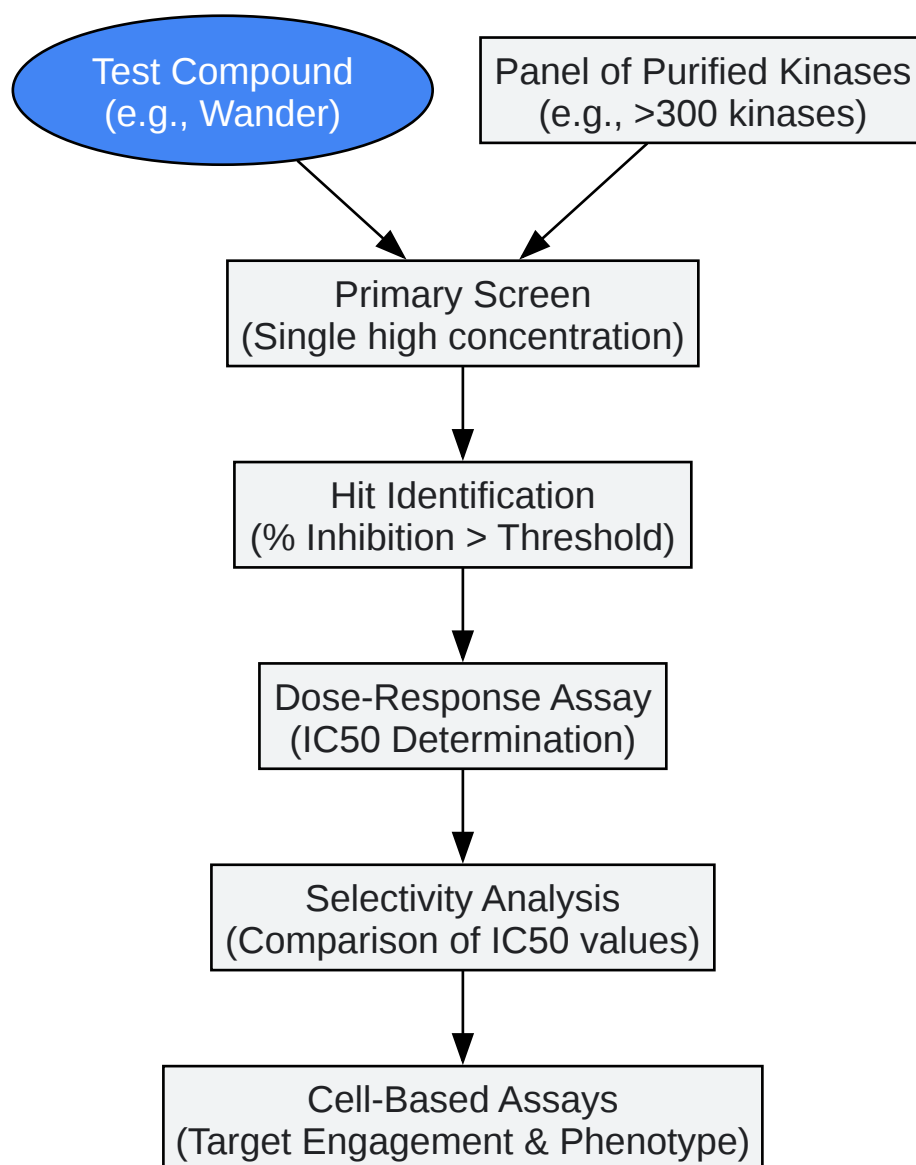 Test Compound
(e.g., Wander)
Panel of Purified Kinases
(e.g., >300 kinases)
Primary Screen
(Single high concentration)
Hit Identification
(% Inhibition > Threshold)
Dose-Response Assay
(IC50 Determination)
Selectivity Analysis
(Comparison of IC50 values)
Cell-Based Assays
(Target Engagement & Phenotype)